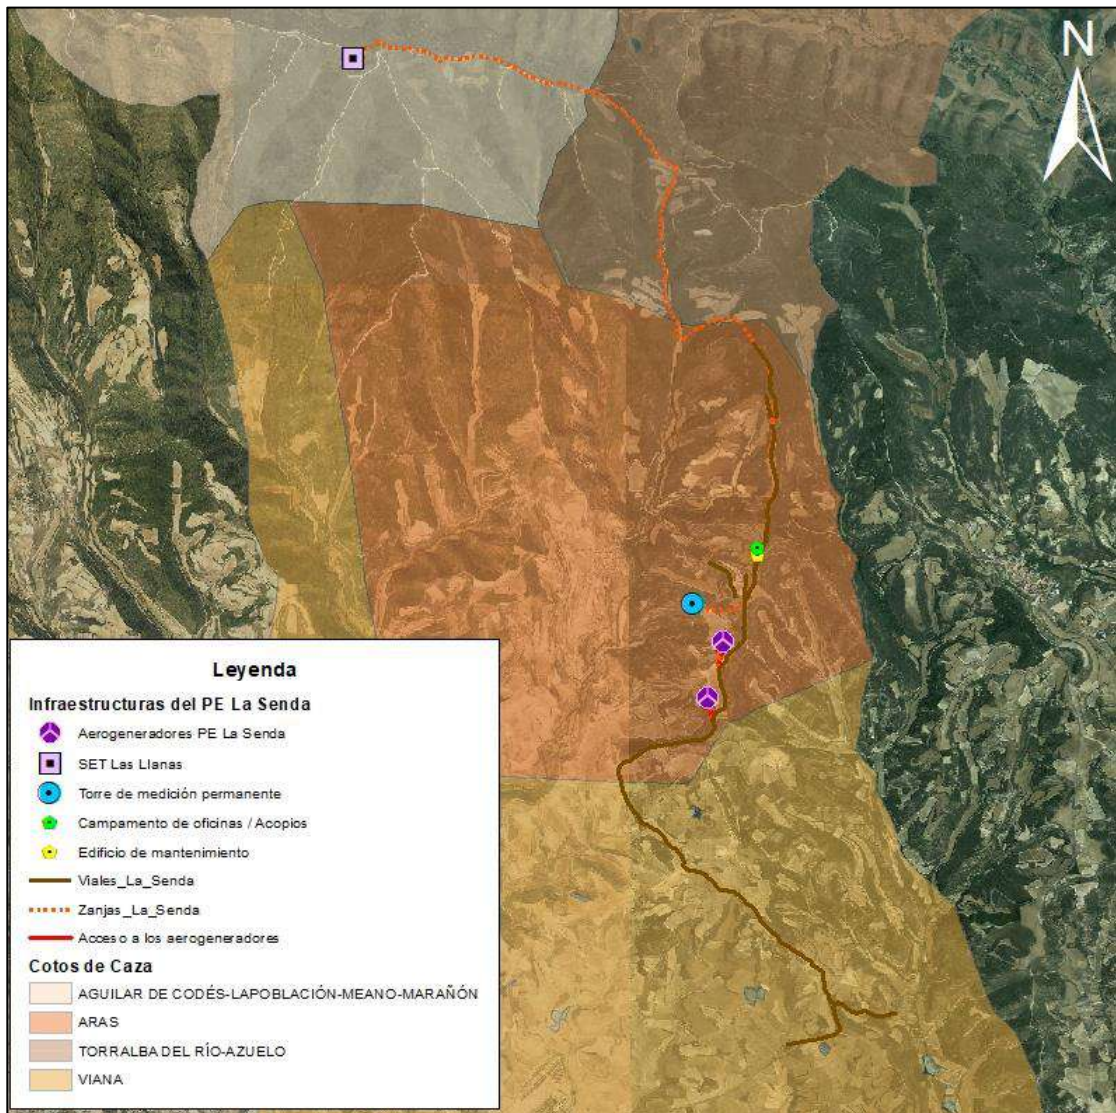 N
Leyenda
Infraestructuras del PE La Senda
Aerogeneradores PE La Senda
SET Las Llanas
Torre de medición permanente
Campamento de oficinas / Acopios
Edificio de mantenimiento
Viales_La_Senda
Zanjas_La_Senda
Acceso a los aerogeneradores
Cotos de Caza
AGUILAR DE CODÉS-LAPOBLACIÓN-MEANO-MARAÑÓN
ARAS
TORRALBA DEL RÍO-AZUELO
VIANA